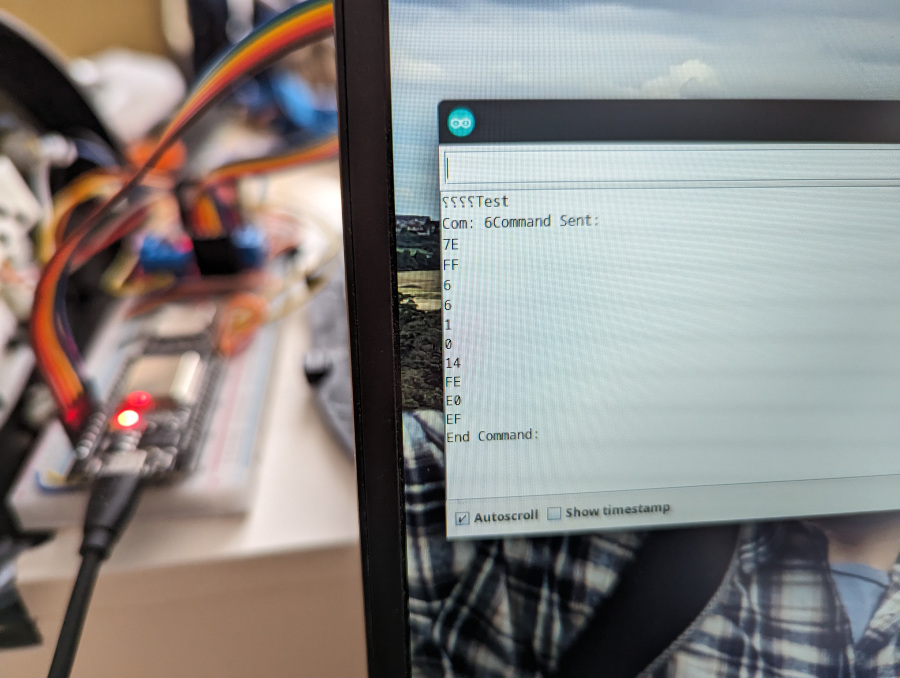 ⸮⸮⸮⸮Test
Com: 6Command Sent:
7E
FF
6
6
1
0
14
FE
E0
EF
End Command:
Autoscroll Show timestamp